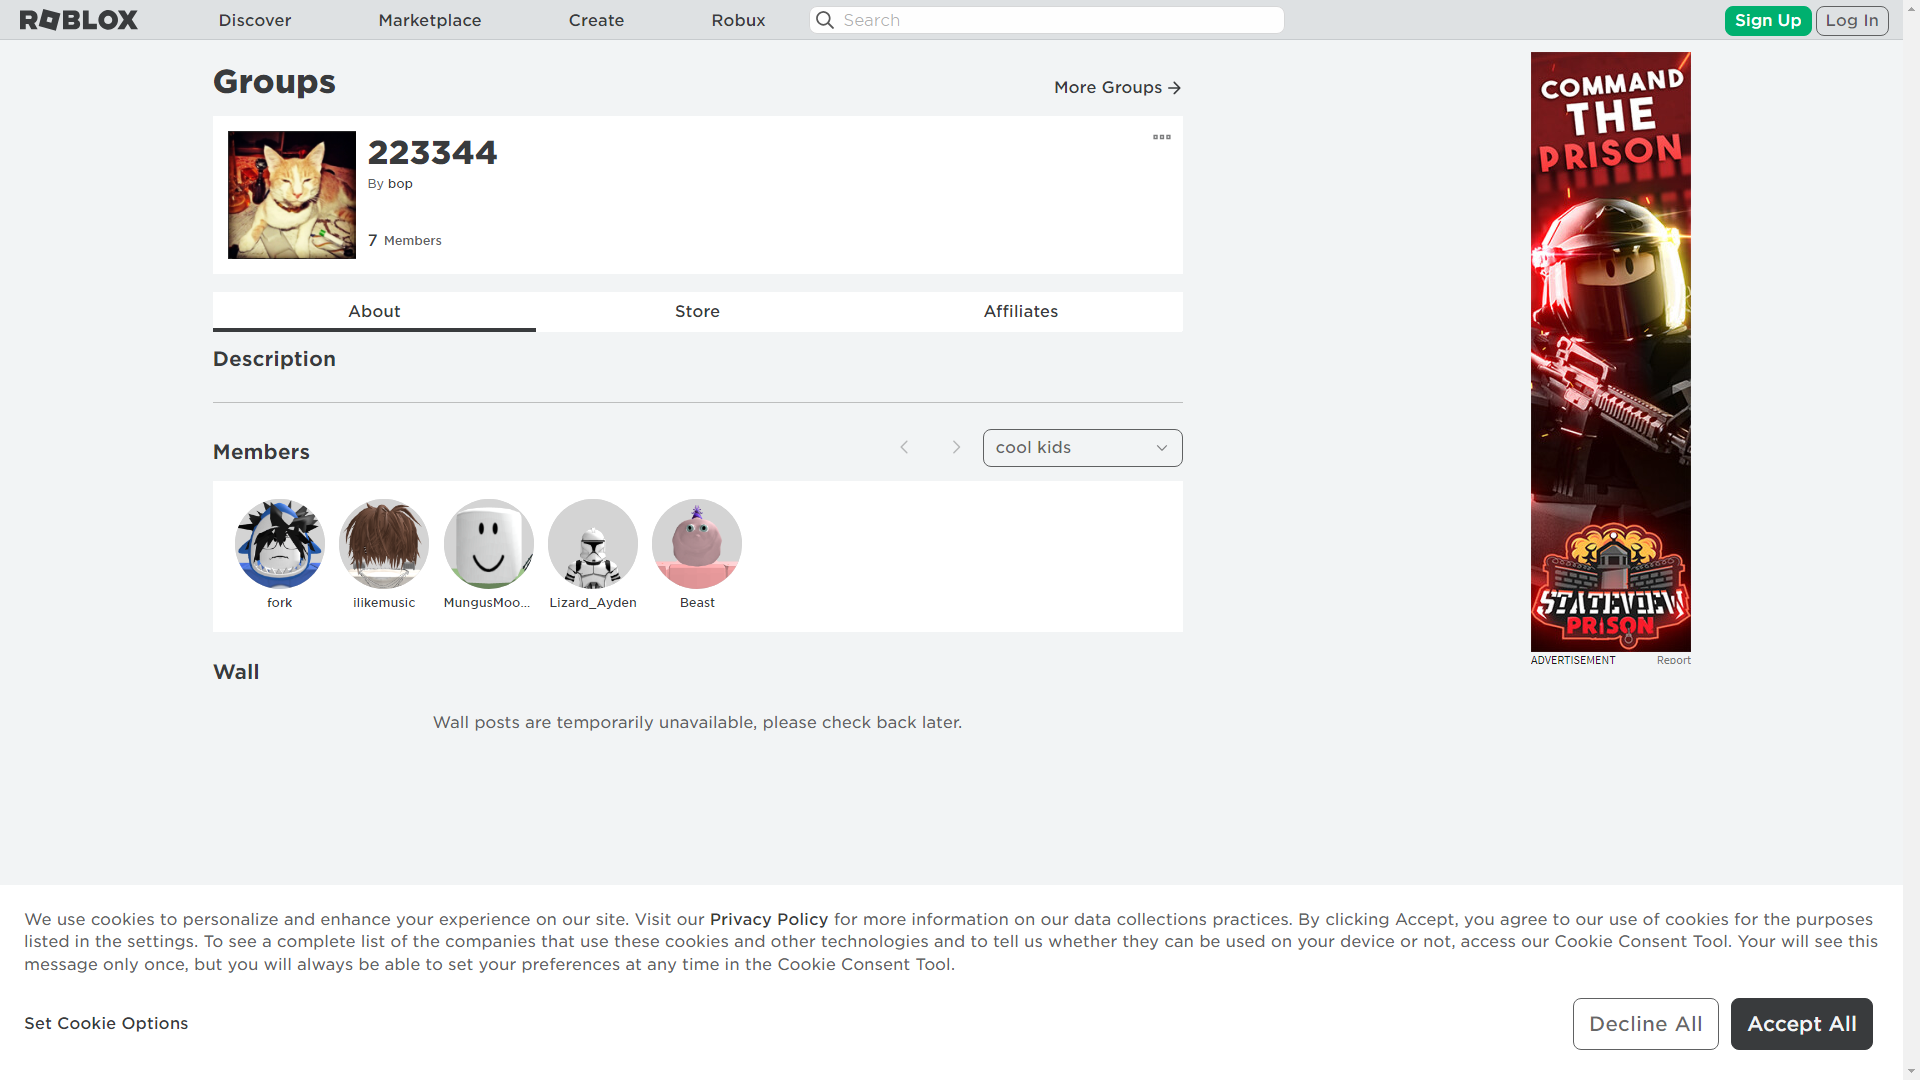 ROBLOX
Discover
Marketplace
Create
Robux
Search
Sign Up
Log In
Groups
More Groups
223344
By bop
7 Members
About
Store
Affiliates
Description
Members
cool kids
fork
ilikemusic
MungusMoo...
Lizard_Ayden
Beast
Wall
Wall posts are temporarily unavailable, please check back later.
COMMAND
THE
PRISON
STATEVIEW
PRISON
ADVERTISEMENT
Report
We use cookies to personalize and enhance your experience on our site. Visit our Privacy Policy for more information on our data collections practices. By clicking Accept, you agree to our use of cookies for the purposes
listed in the settings. To see a complete list of the companies that use these cookies and other technologies and to tell us whether they can be used on your device or not, access our Cookie Consent Tool. Your will see this
message only once, but you will always be able to set your preferences at any time in the Cookie Consent Tool.
Set Cookie Options
Decline All
Accept All